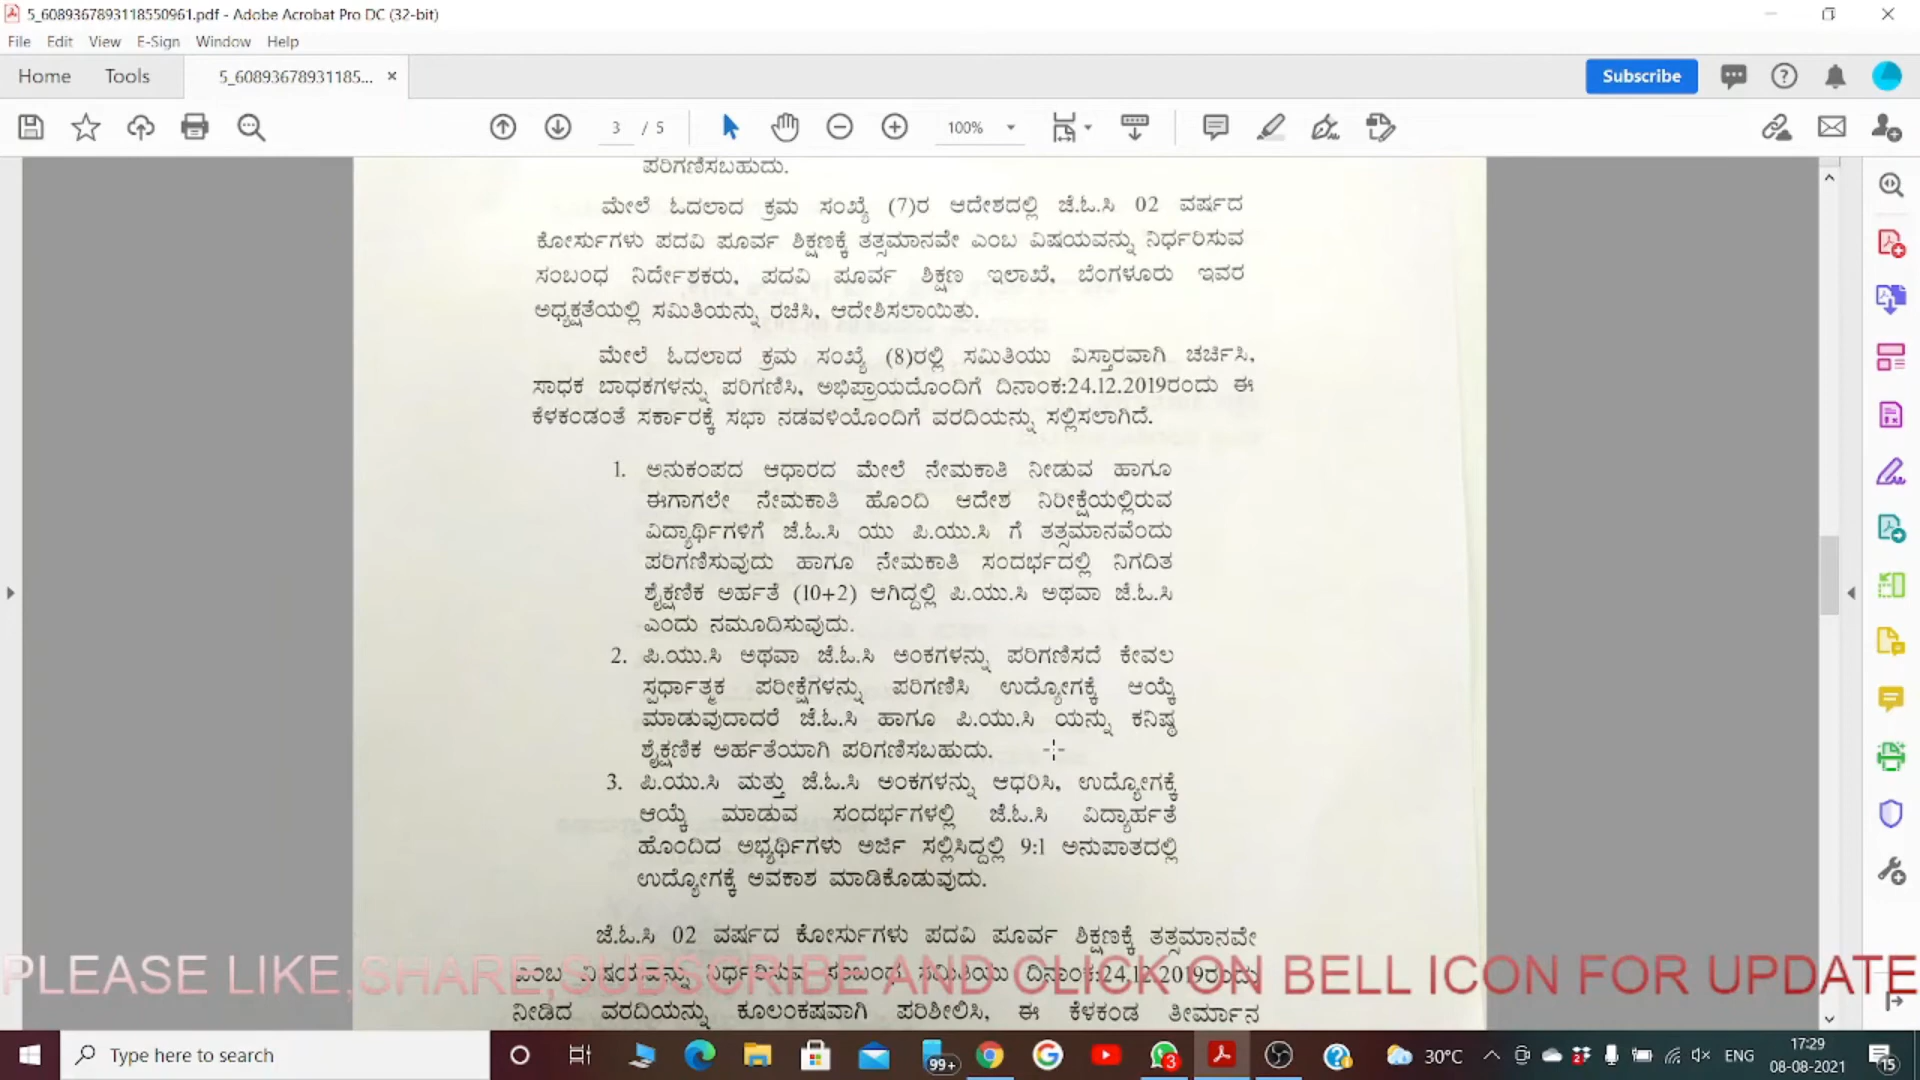 5_6089367893118550961.pdf - Adobe Acrobat Pro DC (32-bit)
File Edit View E-Sign Window Help
Home Tools 5_60893678931185... ×
Subscribe
3 / 5 100%
ಪರಿಗಣಿಸಬಹುದು.
ಮೇಲೆ ಓದಲಾದ ಕ್ರಮ ಸಂಖ್ಯೆ (7)ರ ಆದೇಶದಲ್ಲಿ ಜೆ.ಓ.ಸಿ 02 ವರ್ಷದ
ಕೋರ್ಸುಗಳು ಪದವಿ ಪೂರ್ವ ಶಿಕ್ಷಣಕ್ಕೆ ತತ್ಸಮಾನವೇ ಎಂಬ ವಿಷಯವನ್ನು ನಿರ್ಧರಿಸುವ
ಸಂಬಂಧ ನಿರ್ದೇಶಕರು, ಪದವಿ ಪೂರ್ವ ಶಿಕ್ಷಣ ಇಲಾಖೆ, ಬೆಂಗಳೂರು ಇವರ
ಅಧ್ಯಕ್ಷತೆಯಲ್ಲಿ ಸಮಿತಿಯನ್ನು ರಚಿಸಿ, ಆದೇಶಿಸಲಾಯಿತು.
ಮೇಲೆ ಓದಲಾದ ಕ್ರಮ ಸಂಖ್ಯೆ (8)ರಲ್ಲಿ ಸಮಿತಿಯು ವಿಸ್ತಾರವಾಗಿ ಚರ್ಚಿಸಿ,
ಸಾಧಕ ಬಾಧಕಗಳನ್ನು ಪರಿಗಣಿಸಿ, ಅಭಿಪ್ರಾಯದೊಂದಿಗೆ ದಿನಾಂಕ:24.12.2019ರಂದು ಈ
ಕೆಳಕಂಡಂತೆ ಸರ್ಕಾರಕ್ಕೆ ಸಭಾ ನಡವಳಿಯೊಂದಿಗೆ ವರದಿಯನ್ನು ಸಲ್ಲಿಸಲಾಗಿದೆ.
1. ಅನುಕಂಪದ ಆಧಾರದ ಮೇಲೆ ನೇಮಕಾತಿ ನೀಡುವ ಹಾಗೂ
ಈಗಾಗಲೇ ನೇಮಕಾತಿ ಹೊಂದಿ ಆದೇಶ ನಿರೀಕ್ಷೆಯಲ್ಲಿರುವ
ವಿದ್ಯಾರ್ಥಿಗಳಿಗೆ ಜೆ.ಓ.ಸಿ ಯು ಪಿ.ಯು.ಸಿ ಗೆ ತತ್ಸಮಾನವೆಂದು
ಪರಿಗಣಿಸುವುದು ಹಾಗೂ ನೇಮಕಾತಿ ಸಂದರ್ಭದಲ್ಲಿ ನಿಗದಿತ
ಶೈಕ್ಷಣಿಕ ಅರ್ಹತೆ (10+2) ಆಗಿದ್ದಲ್ಲಿ ಪಿ.ಯು.ಸಿ ಅಥವಾ ಜೆ.ಓ.ಸಿ
ಎಂದು ನಮೂದಿಸುವುದು.
2. ಪಿ.ಯು.ಸಿ ಅಥವಾ ಜೆ.ಓ.ಸಿ ಅಂಕಗಳನ್ನು ಪರಿಗಣಿಸದೆ ಕೇವಲ
ಸ್ಪರ್ಧಾತ್ಮಕ ಪರೀಕ್ಷೆಗಳನ್ನು ಪರಿಗಣಿಸಿ ಉದ್ಯೋಗಕ್ಕೆ ಆಯ್ಕೆ
ಮಾಡುವುದಾದರೆ ಜೆ.ಓ.ಸಿ ಹಾಗೂ ಪಿ.ಯು.ಸಿ ಯನ್ನು ಕನಿಷ್ಠ
ಶೈಕ್ಷಣಿಕ ಅರ್ಹತೆಯಾಗಿ ಪರಿಗಣಿಸಬಹುದು.
3. ಪಿ.ಯು.ಸಿ ಮತ್ತು ಜೆ.ಓ.ಸಿ ಅಂಕಗಳನ್ನು ಆಧರಿಸಿ, ಉದ್ಯೋಗಕ್ಕೆ
ಆಯ್ಕೆ ಮಾಡುವ ಸಂದರ್ಭಗಳಲ್ಲಿ ಜೆ.ಓ.ಸಿ ವಿದ್ಯಾರ್ಹತೆ
ಹೊಂದಿದ ಅಭ್ಯರ್ಥಿಗಳು ಅರ್ಜಿ ಸಲ್ಲಿಸಿದ್ದಲ್ಲಿ 9:1 ಅನುಪಾತದಲ್ಲಿ
ಉದ್ಯೋಗಕ್ಕೆ ಅವಕಾಶ ಮಾಡಿಕೊಡುವುದು.
ಜೆ.ಓ.ಸಿ 02 ವರ್ಷದ ಕೋರ್ಸುಗಳು ಪದವಿ ಪೂರ್ವ ಶಿಕ್ಷಣಕ್ಕೆ ತತ್ಸಮಾನವೇ
ಎಂಬ ವಿಷಯವನ್ನು ನಿರ್ಧರಿಸುವ ಸಂಬಂಧ ಸಮಿತಿಯು ದಿನಾಂಕ:24.12.2019ರಂದು
PLEASE LIKE,SHARE,SUBSCRIBE AND CLICK ON BELL ICON FOR UPDATE
ನೀಡಿದ ವರದಿಯನ್ನು ಕೂಲಂಕಷವಾಗಿ ಪರಿಶೀಲಿಸಿ, ಈ ಕೆಳಕಂಡ ತೀರ್ಮಾನ
Type here to search 99+ 3 30°C ENG 17:29 15
08-08-2021